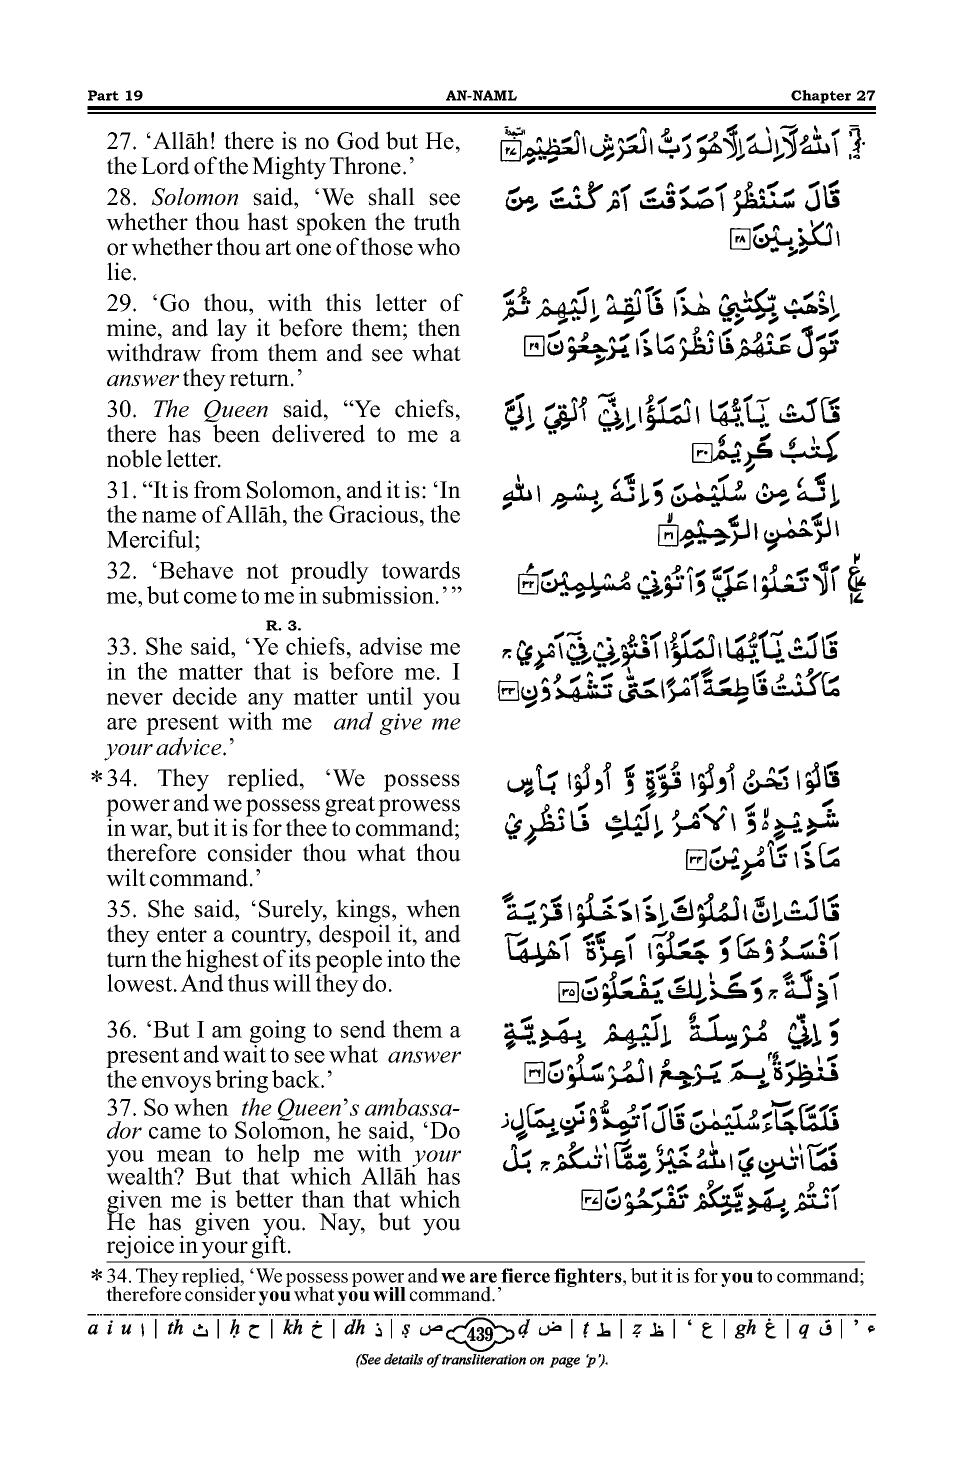 Part 19 AN-NAML Chapter 27
27. ‘Allāh! there is no God but He,
the Lord of the Mighty Throne.’
28. Solomon said, ‘We shall see
whether thou hast spoken the truth
or whether thou art one of those who
lie.
29. ‘Go thou, with this letter of
mine, and lay it before them; then
withdraw from them and see what
answer they return.’
30. The Queen said, “Ye chiefs,
there has been delivered to me a
noble letter.
31. “It is from Solomon, and it is: ‘In
the name of Allāh, the Gracious, the
Merciful;
32. ‘Behave not proudly towards
me, but come to me in submission.’ ”
R. 3.
33. She said, ‘Ye chiefs, advise me
in the matter that is before me. I
never decide any matter until you
are present with me and give me
your advice.’
*34. They replied, ‘We possess
power and we possess great prowess
in war, but it is for thee to command;
therefore consider thou what thou
wilt command.’
35. She said, ‘Surely, kings, when
they enter a country, despoil it, and
turn the highest of its people into the
lowest. And thus will they do.
36. ‘But I am going to send them a
present and wait to see what answer
the envoys bring back.’
37. So when the Queen’s ambassa-
dor came to Solomon, he said, ‘Do
you mean to help me with your
wealth? But that which Allāh has
given me is better than that which
He has given you. Nay, but you
rejoice in your gift.
اَللّٰهُ لَاۤ اِلٰهَ اِلَّا هُوَ رَبُّ الْعَرْشِ الْعَظِيْمِ ۲۷
قَالَ سَنَنْظُرُ اَصَدَقْتَ اَمْ كُنْتَ مِنَ
الْكٰذِبِيْنَ ۲۸
اِذْهَبْ بِّكِتٰبِيْ هٰذَا فَاَلْقِهْ اِلَيْهِمْ ثُمَّ
تَوَلَّ عَنْهُمْ فَانْظُرْ مَاذَا يَرْجِعُوْنَ ۲۹
قَالَتْ يٰۤاَيُّهَا الْمَلَؤُا اِنِّيْۤ اُلْقِيَ اِلَيَّ
كِتٰبٌ كَرِيْمٌ ۳۰
اِنَّهٗ مِنْ سُلَيْمٰنَ وَاِنَّهٗ بِسْمِ اللّٰهِ
الرَّحْمٰنِ الرَّحِيْمِ ۳۱
اَلَّا تَعْلُوْا عَلَيَّ وَاْتُوْنِيْ مُسْلِمِيْنَ ۳۲
قَالَتْ يٰۤاَيُّهَا الْمَلَؤُا اَفْتُوْنِيْ فِيْۤ اَمْرِيْ ۚ
مَا كُنْتُ قَاطِعَةً اَمْرًا حَتّٰى تَشْهَدُوْنِ ۳۳
قَالُوْا نَحْنُ اُولُوْا قُوَّةٍ وَّ اُولُوْا بَاْسٍ
شَدِيْدٍ ۙ وَّ الْاَمْرُ اِلَيْكِ فَانْظُرِيْ
مَاذَا تَاْمُرِيْنَ ۳۴
قَالَتْ اِنَّ الْمُلُوْكَ اِذَا دَخَلُوْا قَرْيَةً
اَفْسَدُوْهَا وَ جَعَلُوْۤا اَعِزَّةَ اَهْلِهَاۤ
اَذِلَّةً ۚ وَكَذٰلِكَ يَفْعَلُوْنَ ۳۵
وَ اِنِّيْ مُرْسِلَةٌ اِلَيْهِمْ بِهَدِيَّةٍ
فَنٰظِرَةٌۢ بِمَ يَرْجِعُ الْمُرْسَلُوْنَ ۳۶
فَلَمَّا جَآءَ سُلَيْمٰنَ قَالَ اَتُمِدُّوْنَنِ بِمَالٍ ز
فَمَاۤ اٰتٰىنِيَ اللّٰهُ خَيْرٌ مِّمَّاۤ اٰتٰىكُمْ ۚ بَلْ
اَنْتُمْ بِهَدِيَّتِكُمْ تَفْرَحُوْنَ ۳۷
* 34. They replied, ‘We possess power and we are fierce fighters, but it is for you to command;
therefore consider you what you will command.’
a i u ا | th ث | ḥ ح | kh خ | dh ذ | ṣ ص 439 ḍ ض | ṭ ط | ẓ ظ | ‘ ع | gh غ | q ق | ’ ء
(See details of transliteration on page ‘p’).